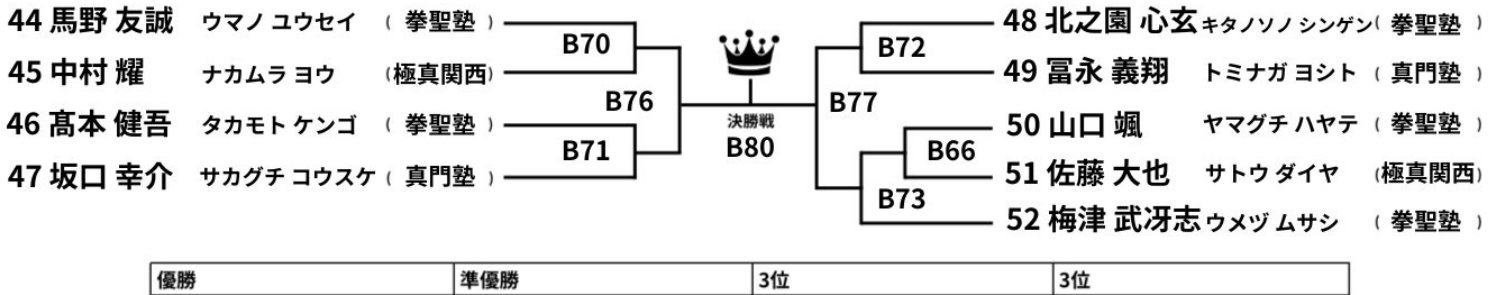 44 馬野 友誠 ウマノ ユウセイ ( 拳聖塾 )
45 中村 耀 ナカムラ ヨウ (極真関西)
46 髙本 健吾 タカモト ケンゴ ( 拳聖塾 )
47 坂口 幸介 サカグチ コウスケ ( 真門塾 )
B70
B71
B76
決勝戦
B80
B77
B72
B66
B73
48 北之園 心玄 キタノソノ シンゲン ( 拳聖塾 )
49 冨永 義翔 トミナガ ヨシト ( 真門塾 )
50 山口 颯 ヤマグチ ハヤテ ( 拳聖塾 )
51 佐藤 大也 サトウ ダイヤ (極真関西)
52 梅津 武冴志 ウメヅ ムサシ ( 拳聖塾 )
優勝 準優勝 3位 3位